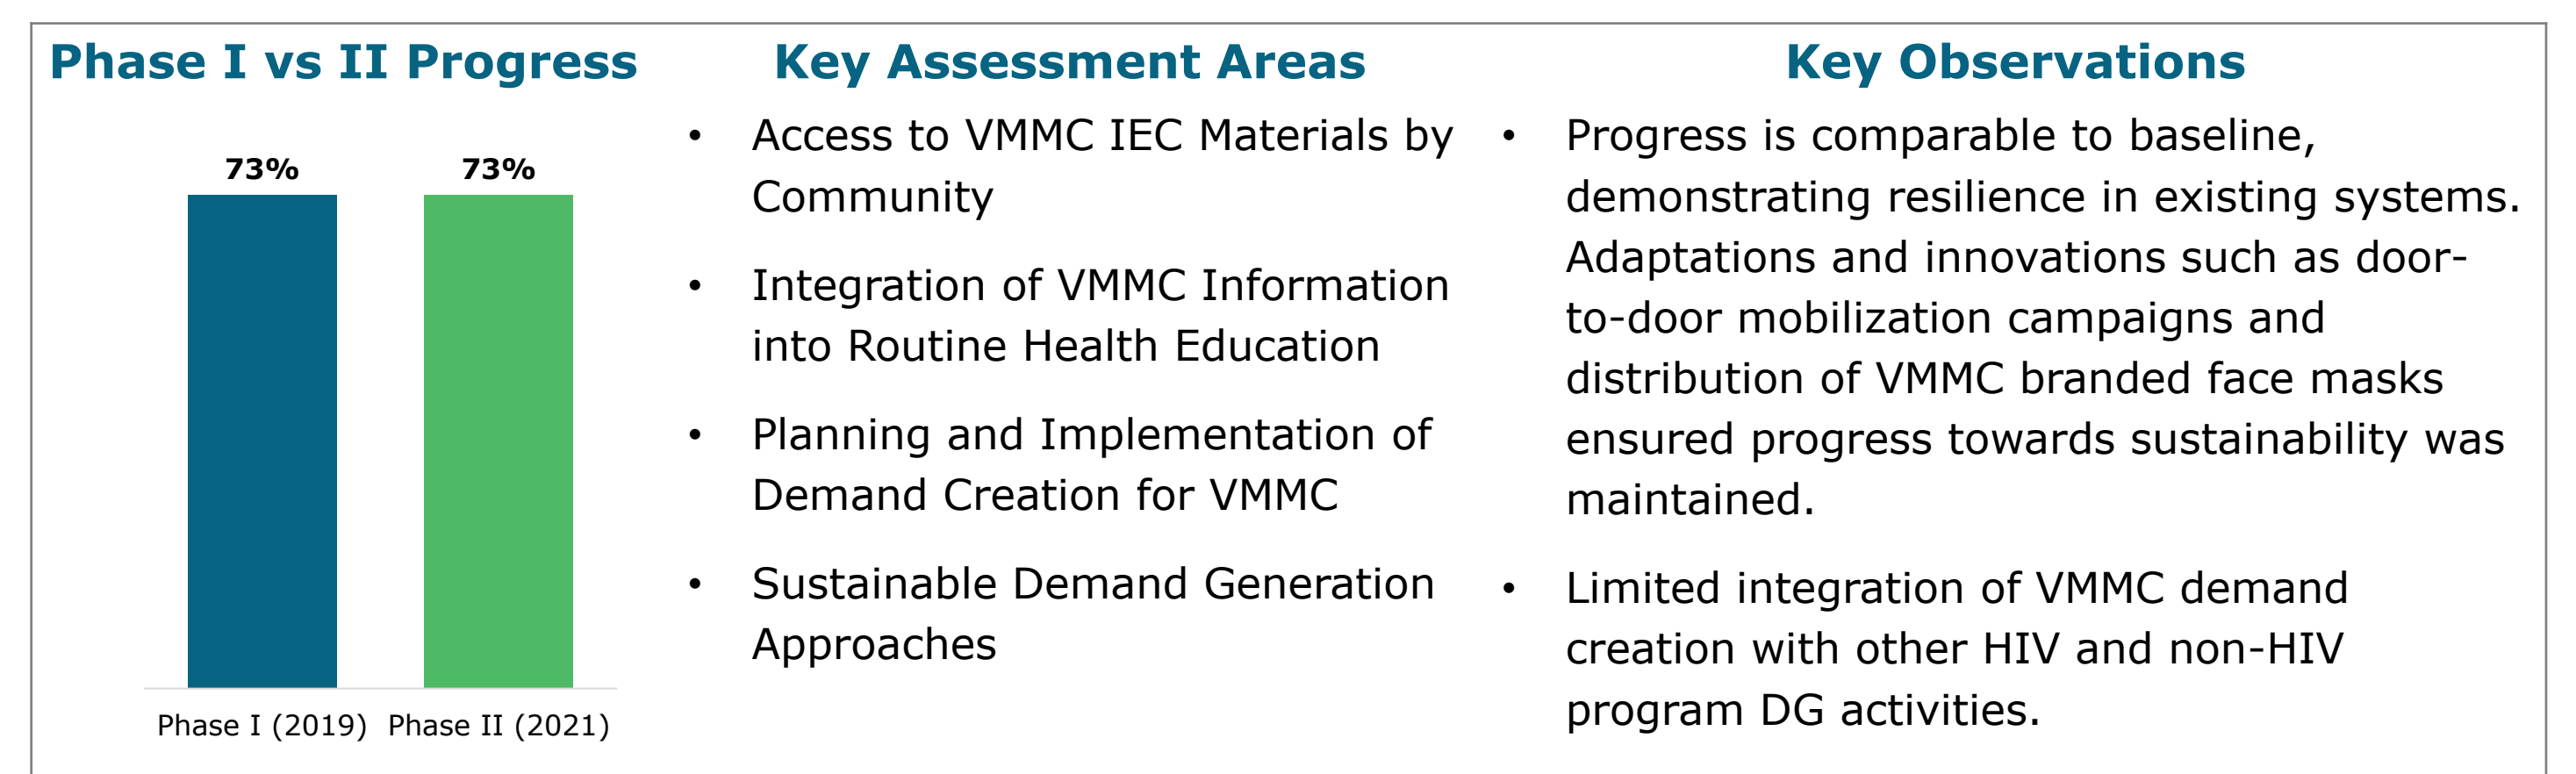 Phase I vs II Progress
73%
73%
Phase I (2019)
Phase II (2021)
Key Assessment Areas
• Access to VMMC IEC Materials by
Community
• Integration of VMMC Information
into Routine Health Education
• Planning and Implementation of
Demand Creation for VMMC
• Sustainable Demand Generation
Approaches
Key Observations
• Progress is comparable to baseline,
demonstrating resilience in existing systems.
Adaptations and innovations such as door-
to-door mobilization campaigns and
distribution of VMMC branded face masks
ensured progress towards sustainability was
maintained.
• Limited integration of VMMC demand
creation with other HIV and non-HIV
program DG activities.